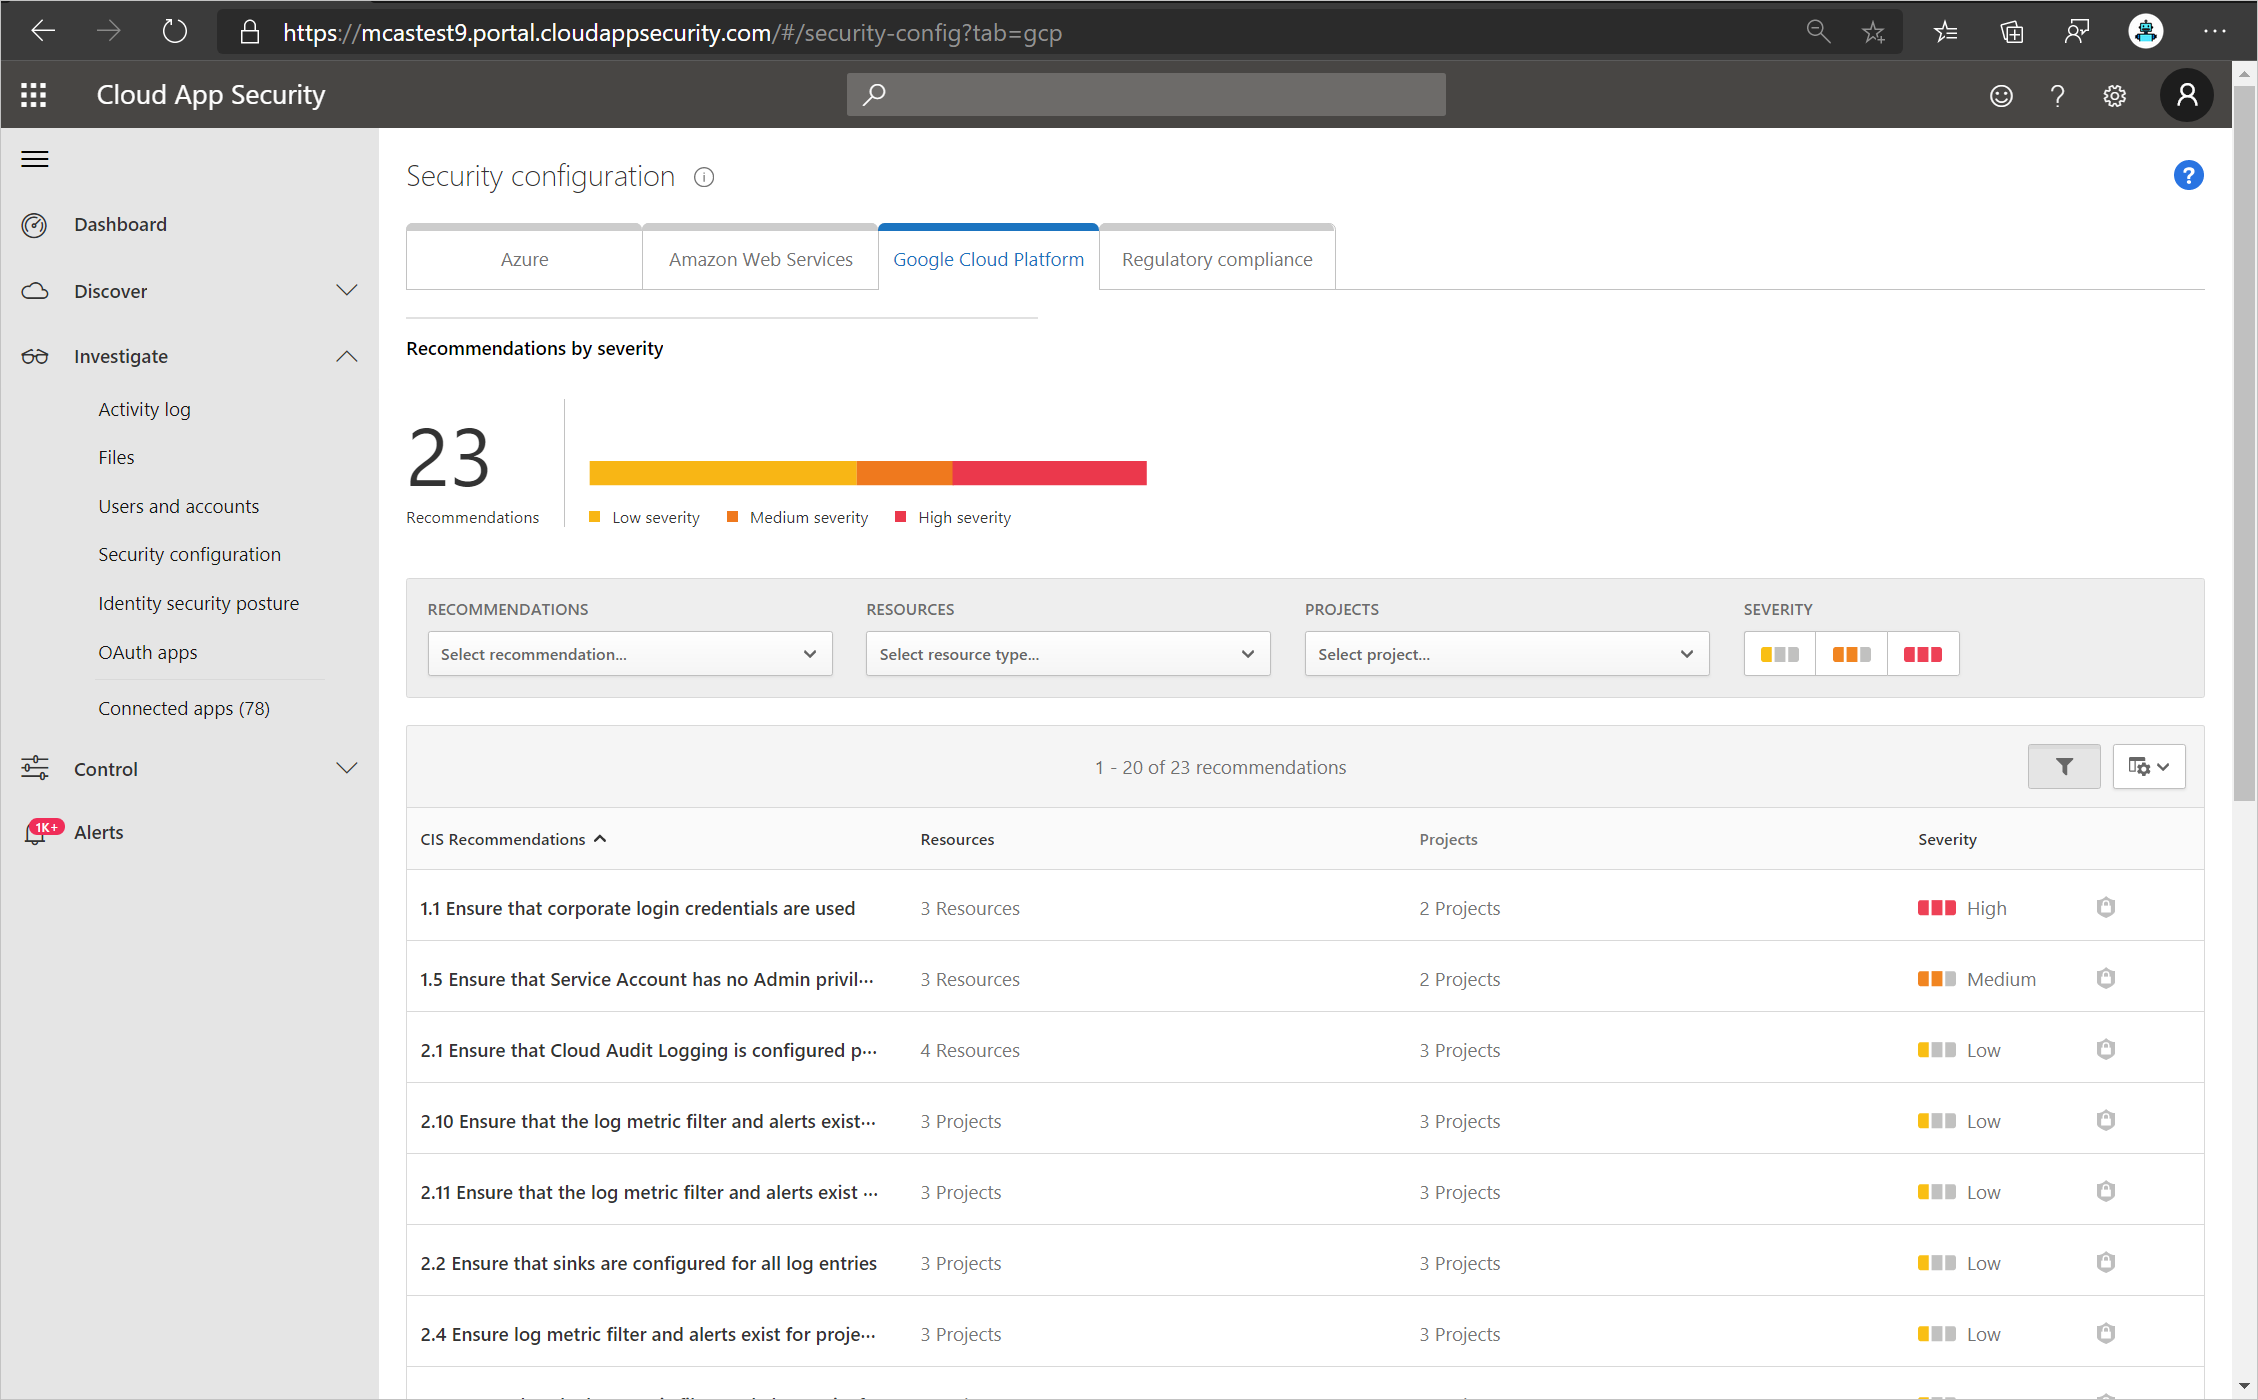 https://mcastest9.portal.cloudappsecurity.com/#/security-config?tab=gcp
Cloud App Security
Security configuration
Dashboard
Discover
Investigate
Activity log
Files
Users and accounts
Security configuration
Identity security posture
OAuth apps
Connected apps (78)
Control
1K+ Alerts
Azure Amazon Web Services Google Cloud Platform Regulatory compliance
Recommendations by severity
23
Recommendations
Low severity Medium severity High severity
RECOMMENDATIONS RESOURCES PROJECTS SEVERITY
Select recommendation... Select resource type... Select project...
1 - 20 of 23 recommendations
CIS Recommendations Resources Projects Severity
1.1 Ensure that corporate login credentials are used 3 Resources 2 Projects High
1.5 Ensure that Service Account has no Admin privil··· 3 Resources 2 Projects Medium
2.1 Ensure that Cloud Audit Logging is configured p··· 4 Resources 3 Projects Low
2.10 Ensure that the log metric filter and alerts exist··· 3 Projects 3 Projects Low
2.11 Ensure that the log metric filter and alerts exist ··· 3 Projects 3 Projects Low
2.2 Ensure that sinks are configured for all log entries 3 Projects 3 Projects Low
2.4 Ensure log metric filter and alerts exist for proje··· 3 Projects 3 Projects Low